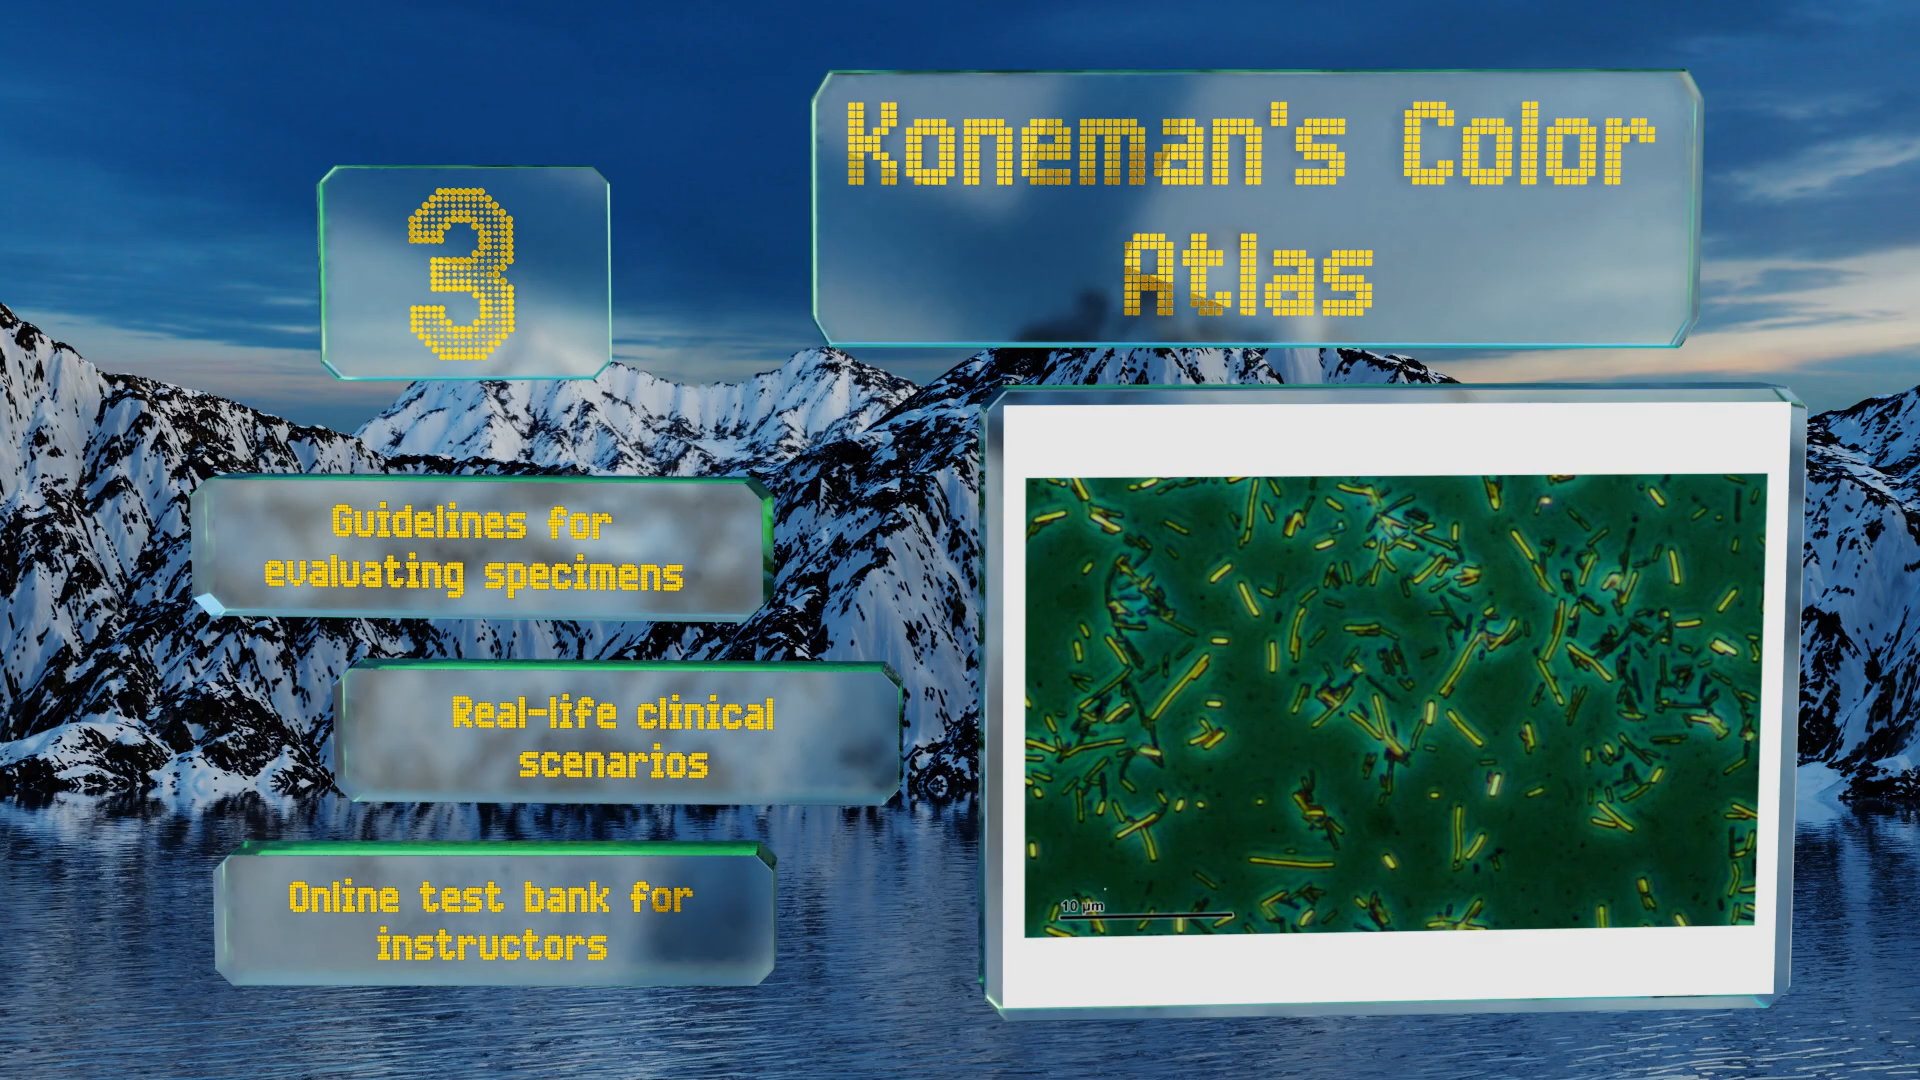 3
Koneman's Color
Atlas
Guidelines for
evaluating specimens
Real-life clinical
scenarios
Online test bank for
instructors
10 µm